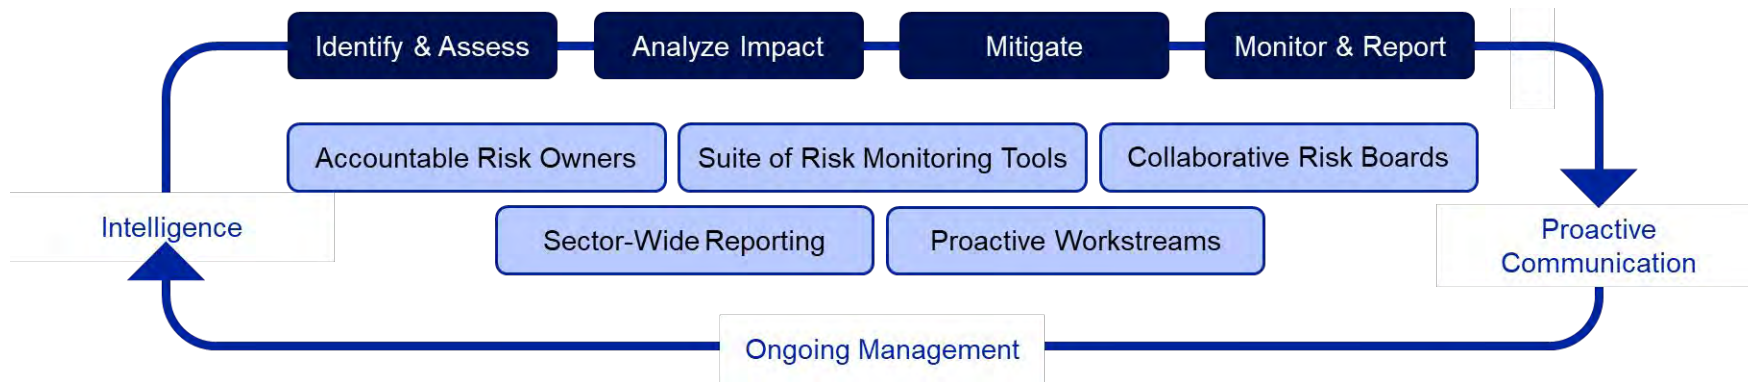 Identify & Assess
Analyze Impact
Mitigate
Monitor & Report
Accountable Risk Owners
Suite of Risk Monitoring Tools
Collaborative Risk Boards
Intelligence
Sector-Wide Reporting
Proactive Workstreams
Proactive
Communication
Ongoing Management